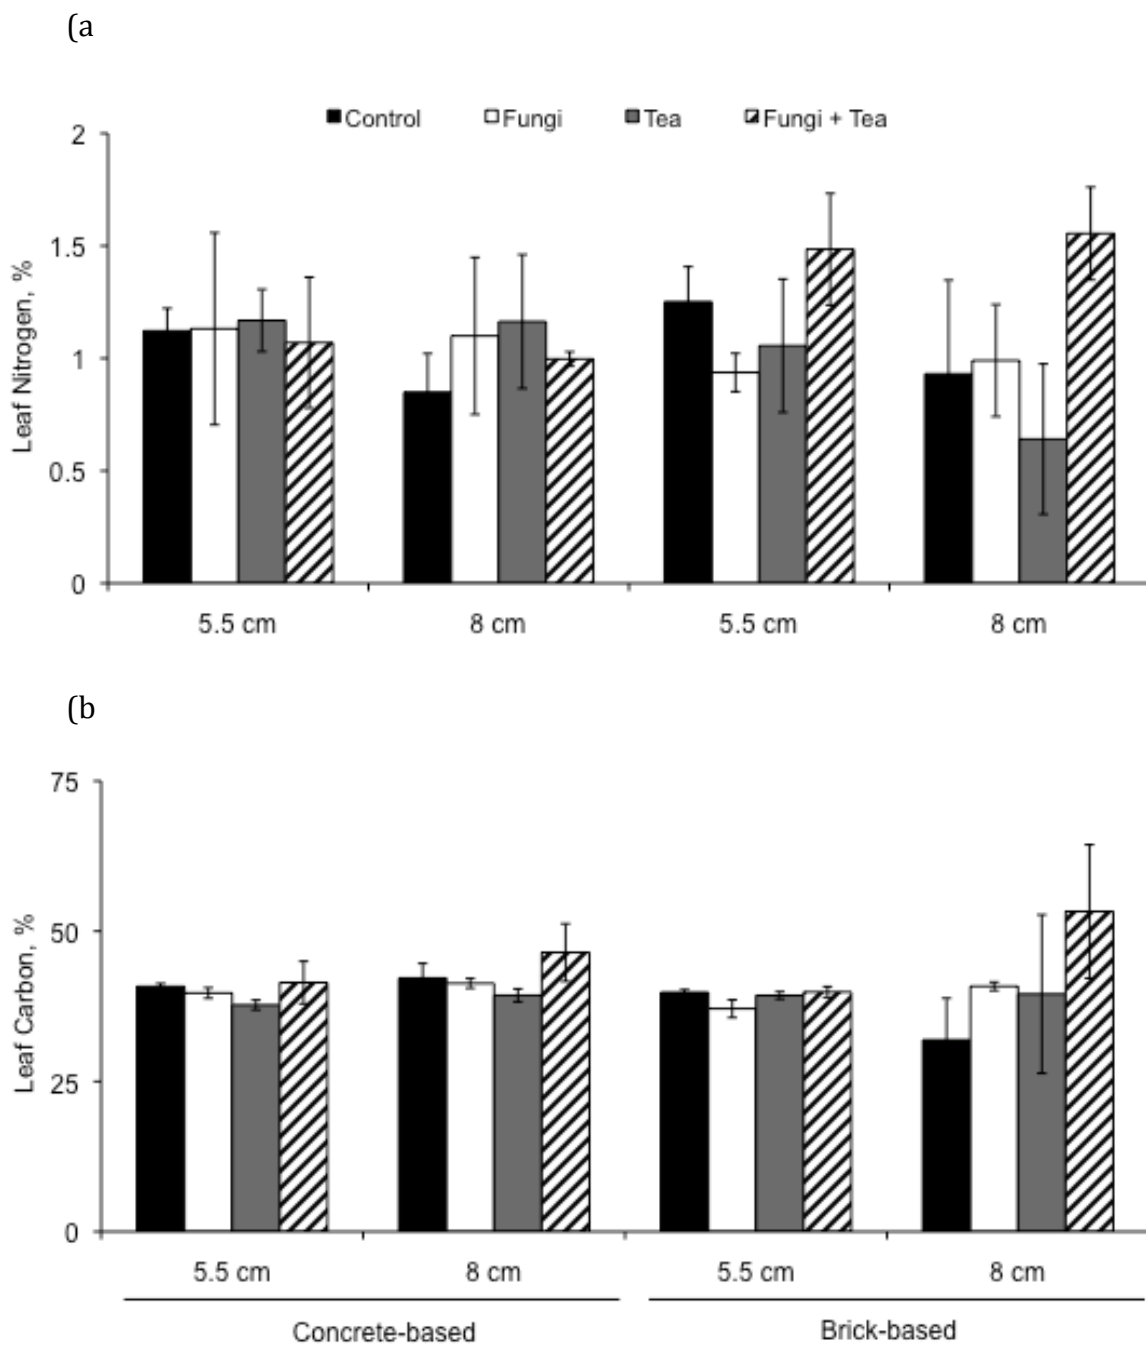 (a
Control Fungi Tea Fungi + Tea
2
1.5
1
0.5
0
Leaf Nitrogen, %
5.5 cm 8 cm 5.5 cm 8 cm
(b
75
50
25
0
Leaf Carbon, %
5.5 cm 8 cm 5.5 cm 8 cm
Concrete-based Brick-based